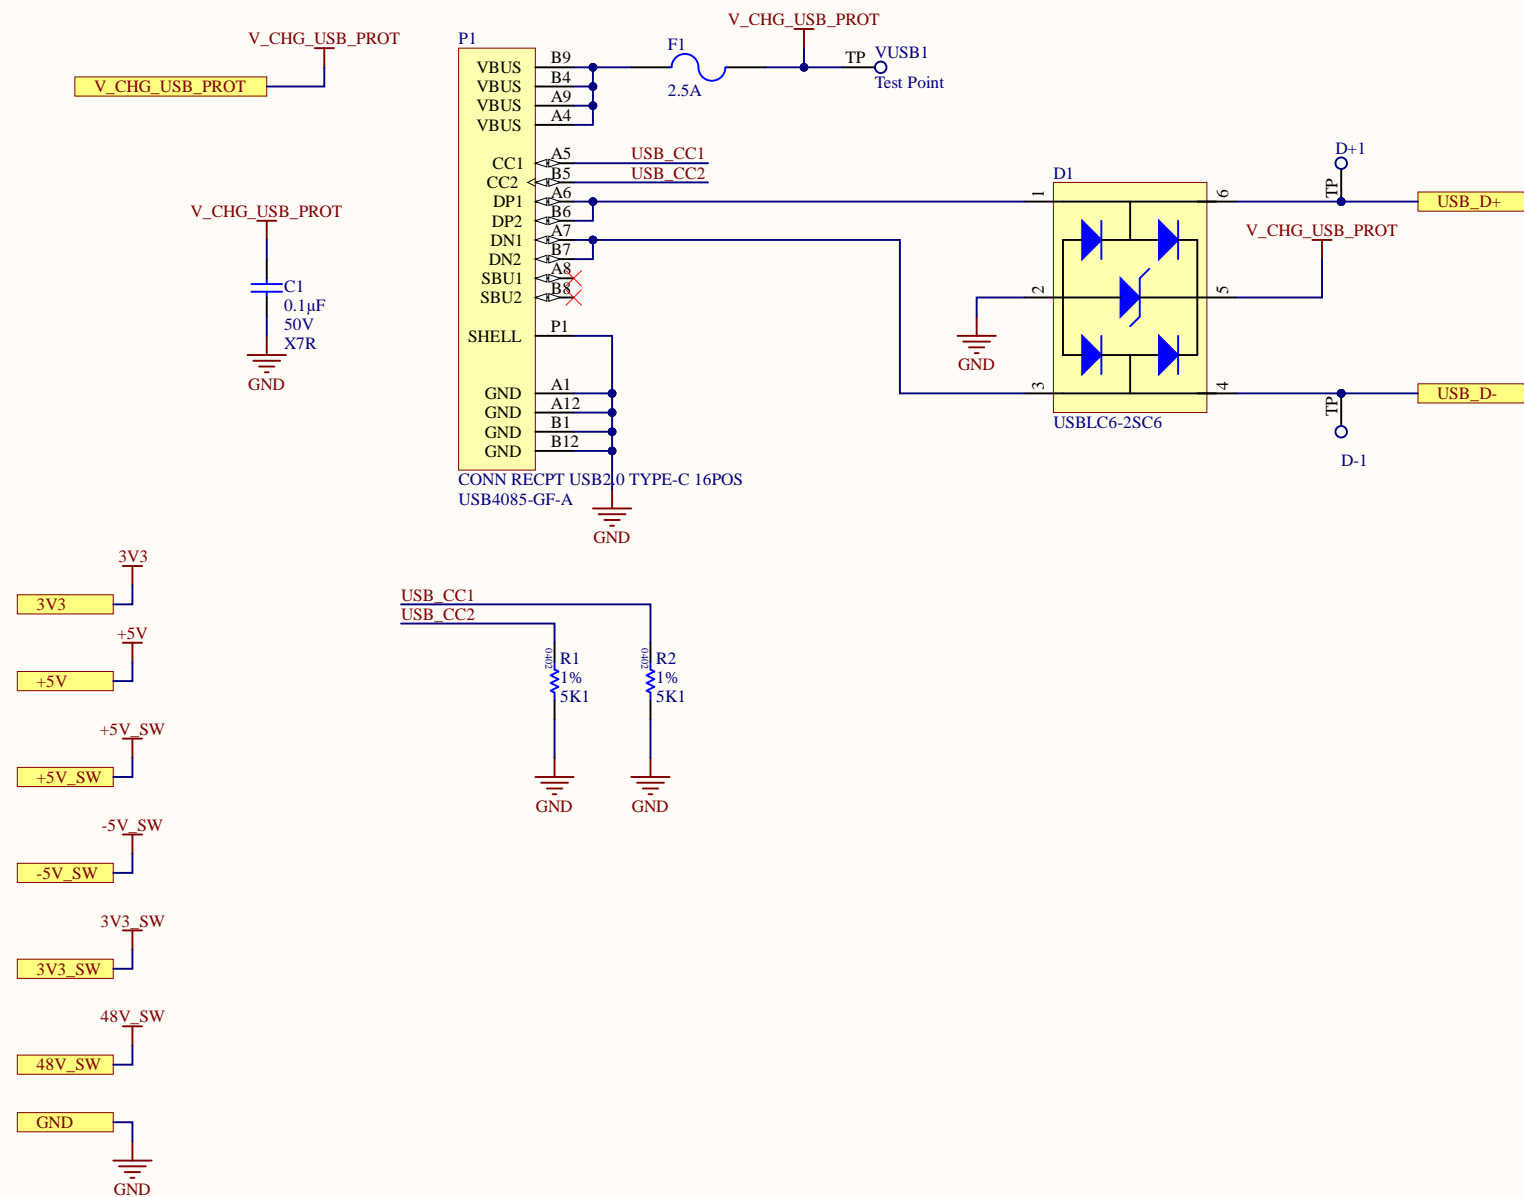 V_CHG_USB_PROT
V_CHG_USB_PROT
V_CHG_USB_PROT
C1
0.1µF
50V
X7R
GND
P1
VBUS B9
VBUS B4
VBUS A9
VBUS A4
CC1 A5 USB_CC1
CC2 B5 USB_CC2
DP1 A6
DP2 B6
DN1 A7
DN2 B7
SBU1 A8
SBU2 B8
SHELL P1
GND A1
GND A12
GND B1
GND B12
CONN RECPT USB2.0 TYPE-C 16POS
USB4085-GF-A
GND
F1
2.5A
V_CHG_USB_PROT
TP VUSB1
Test Point
D1
1 6
2 5
3 4
USBLC6-2SC6
GND
D+1
TP
USB_D+
V_CHG_USB_PROT
USB_D-
TP
D-1
3V3
3V3
+5V
+5V
+5V_SW
+5V_SW
-5V_SW
-5V_SW
3V3_SW
3V3_SW
48V_SW
48V_SW
GND
GND
USB_CC1
USB_CC2
0402 R1
1%
5K1
GND
0402 R2
1%
5K1
GND